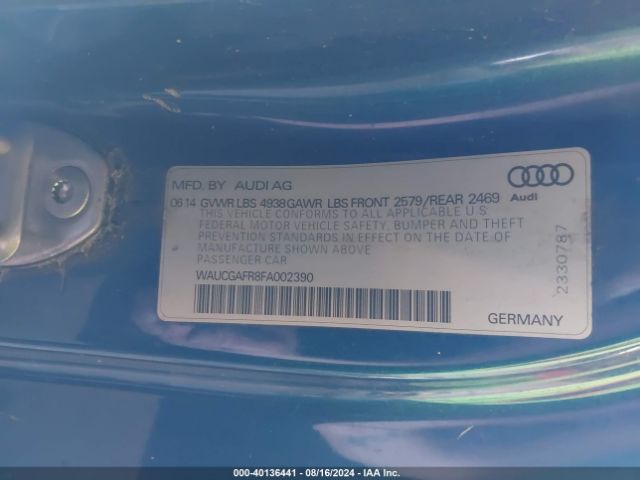 MFD. BY AUDI AG
06 14 GVWR LBS 4938 GAWR LBS FRONT 2579/REAR 2469
THIS VEHICLE CONFORMS TO ALL APPLICABLE U S
FEDERAL MOTOR VEHICLE SAFETY, BUMPER AND THEFT
PREVENTION STANDARDS IN EFFECT ON THE DATE OF
MANUFACTURE SHOWN ABOVE
PASSENGER CAR
WAUCGAFR8FA002390
Audi
2330787
GERMANY
000-40136441 - 08/16/2024 - IAA Inc.